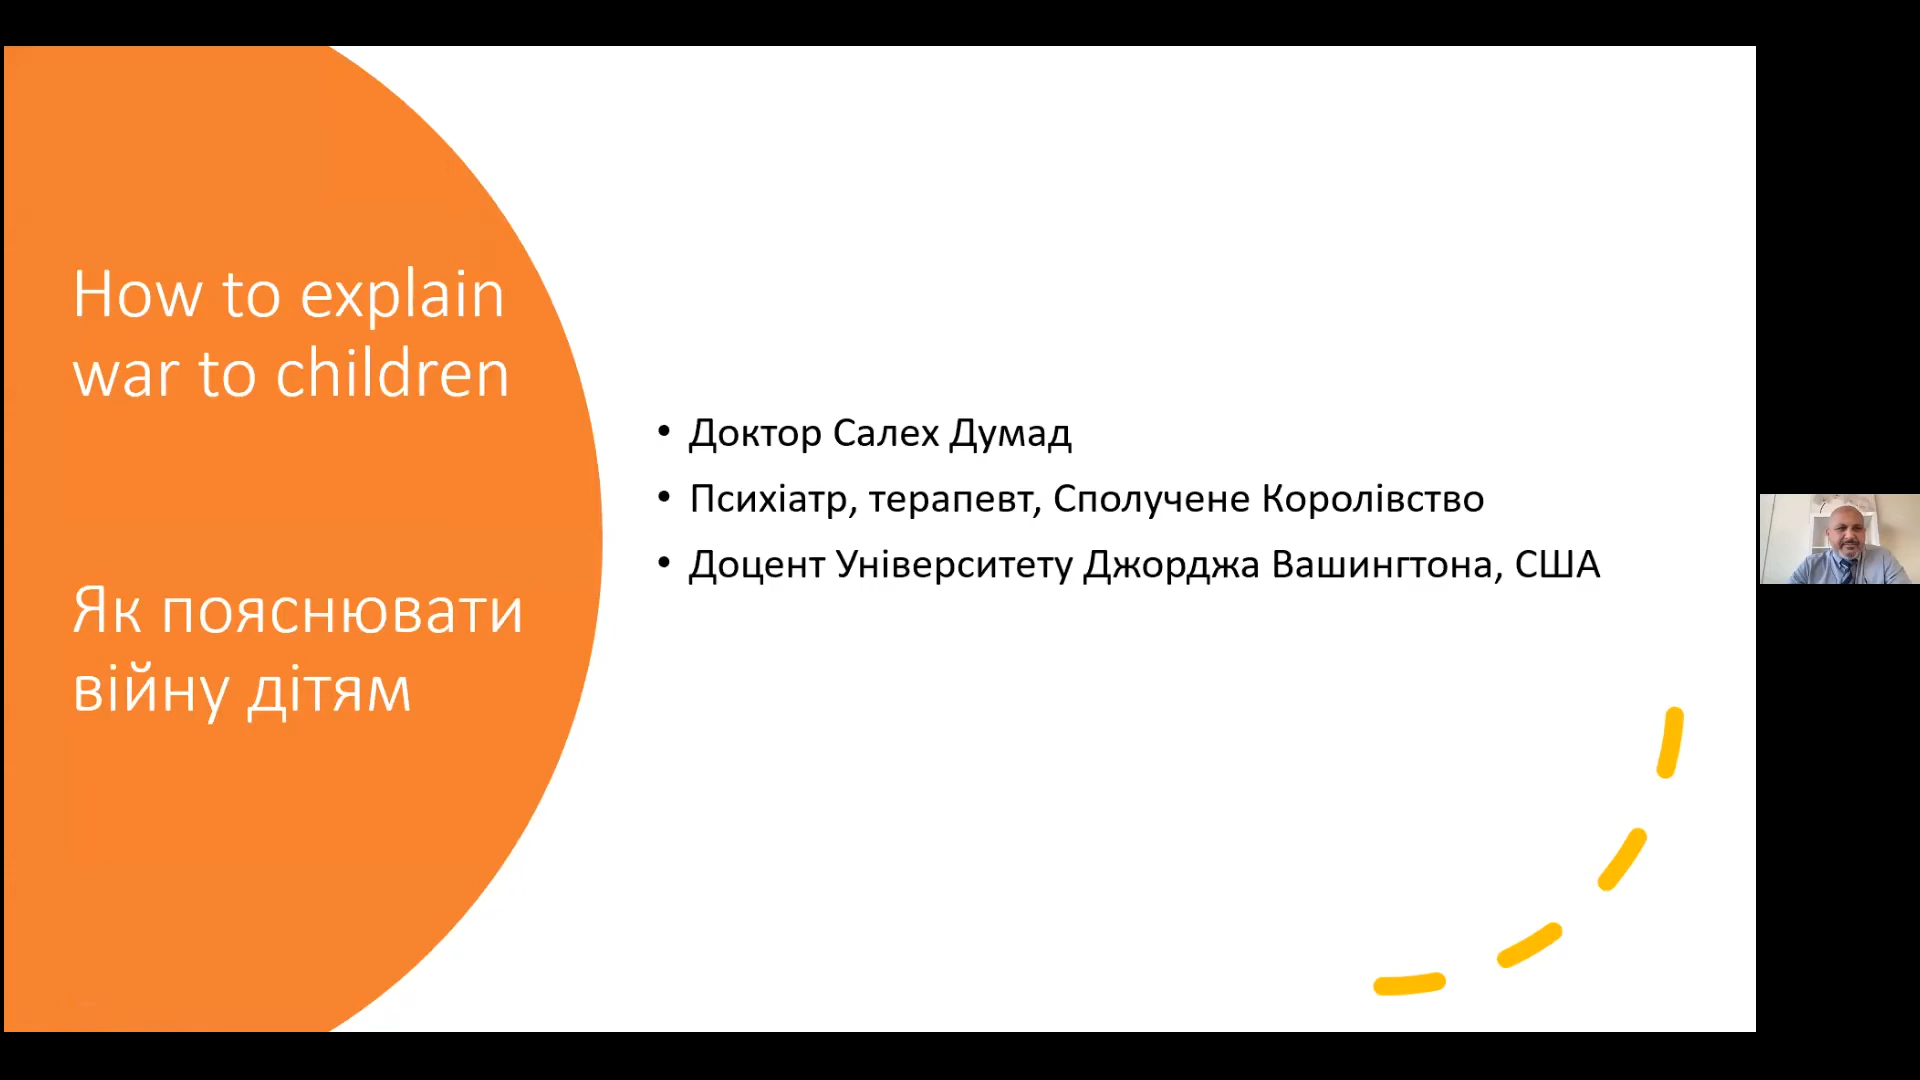 How to explain
war to children
Як пояснювати
війну дітям
• Доктор Салех Думад
• Психіатр, терапевт, Сполучене Королівство
• Доцент Університету Джорджа Вашингтона, США